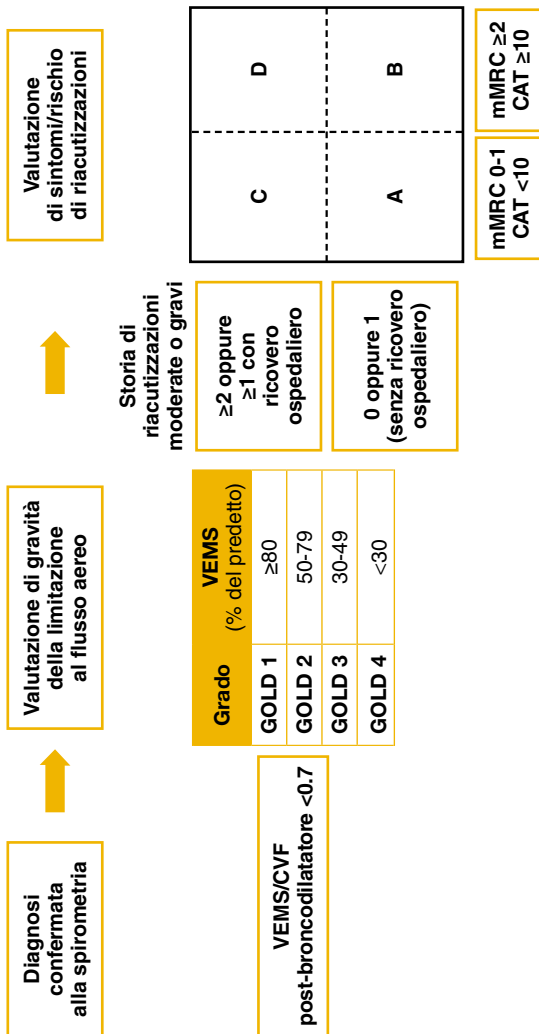 Diagnosi
confermata
alla spirometria
Valutazione di gravità
della limitazione
al flusso aereo
Valutazione
di sintomi/rischio
di riacutizzazioni
VEMS/CVF
post-broncodilatatore <0.7
Grado VEMS
(% del predetto)
GOLD 1 ≥80
GOLD 2 50-79
GOLD 3 30-49
GOLD 4 <30
Storia di
riacutizzazioni
moderate o gravi
≥2 oppure
≥1 con
ricovero
ospedaliero
0 oppure 1
(senza ricovero
ospedaliero)
C D
A B
mMRC 0-1
CAT <10
mMRC ≥2
CAT ≥10